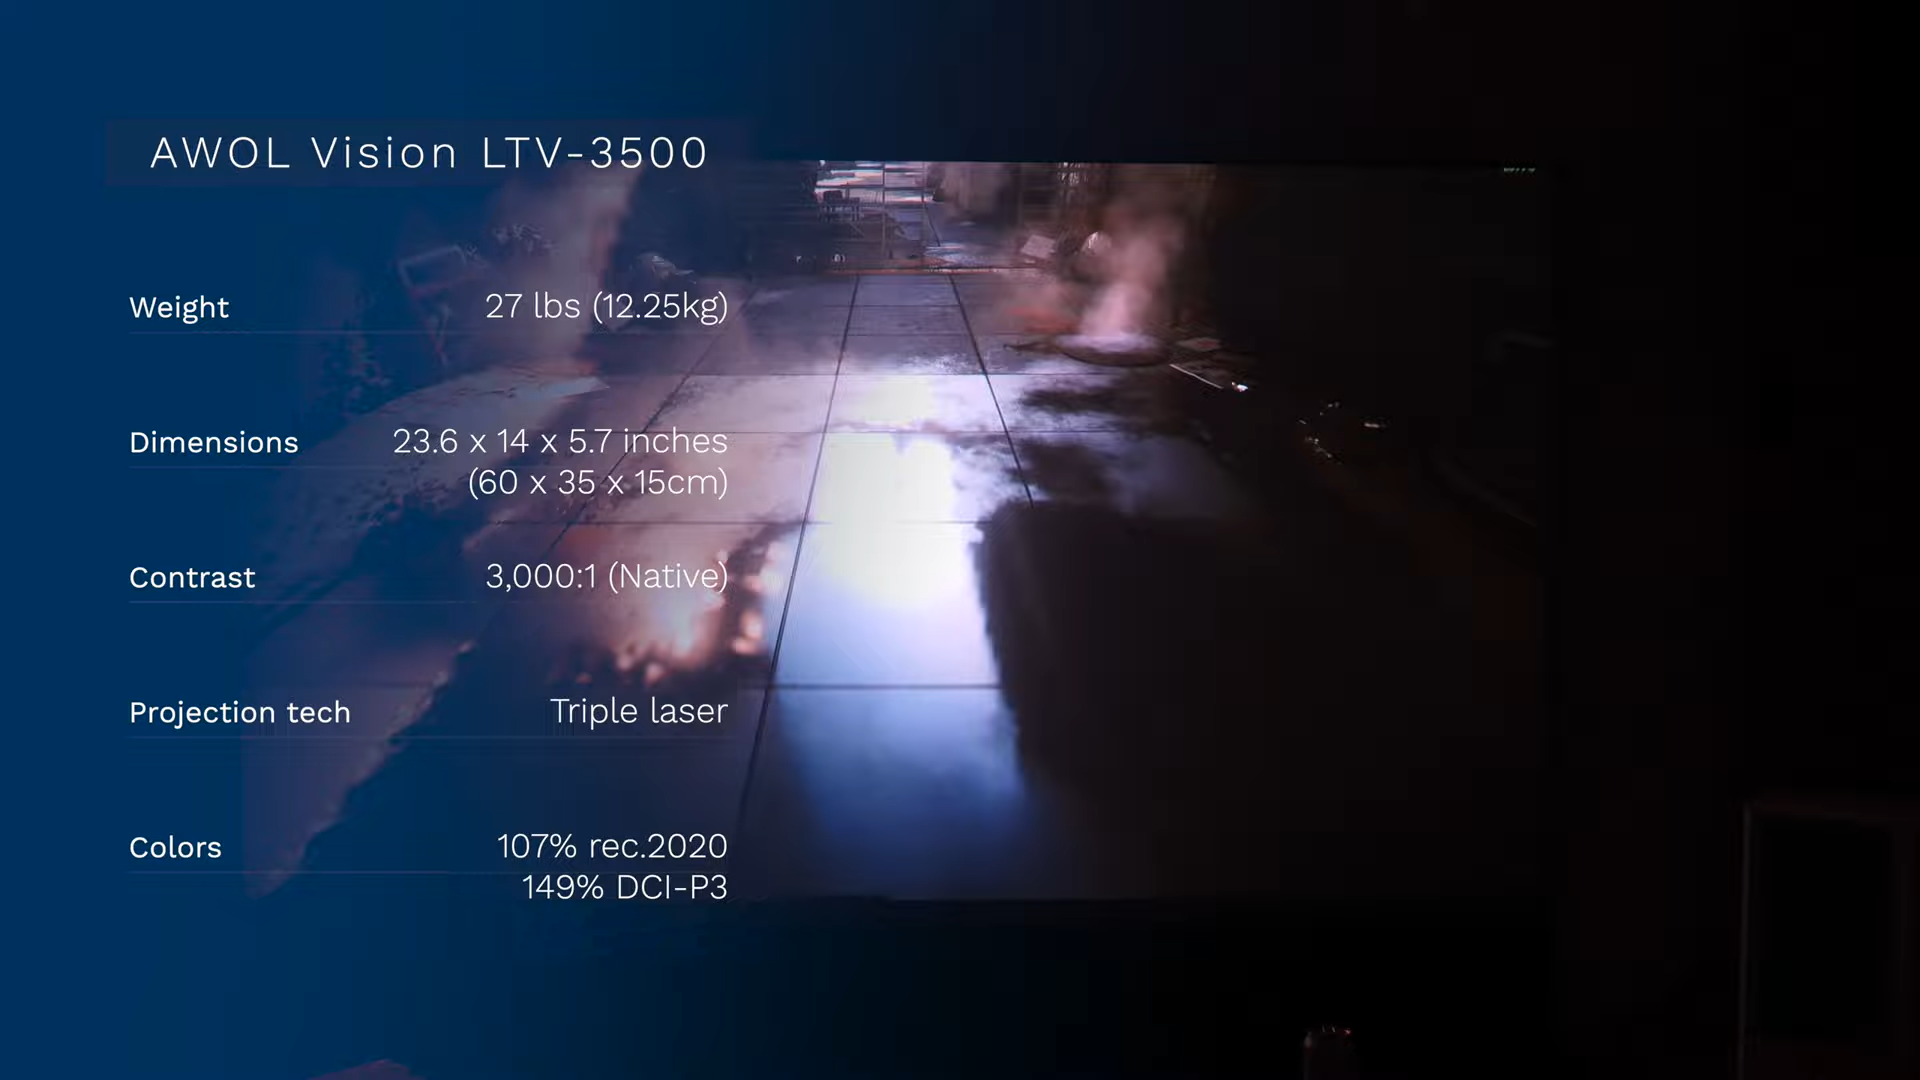 AWOL Vision LTV-3500
Weight 27 lbs (12.25kg)
Dimensions 23.6 x 14 x 5.7 inches
(60 x 35 x 15cm)
Contrast 3,000:1 (Native)
Projection tech Triple laser
Colors 107% rec.2020
149% DCI-P3